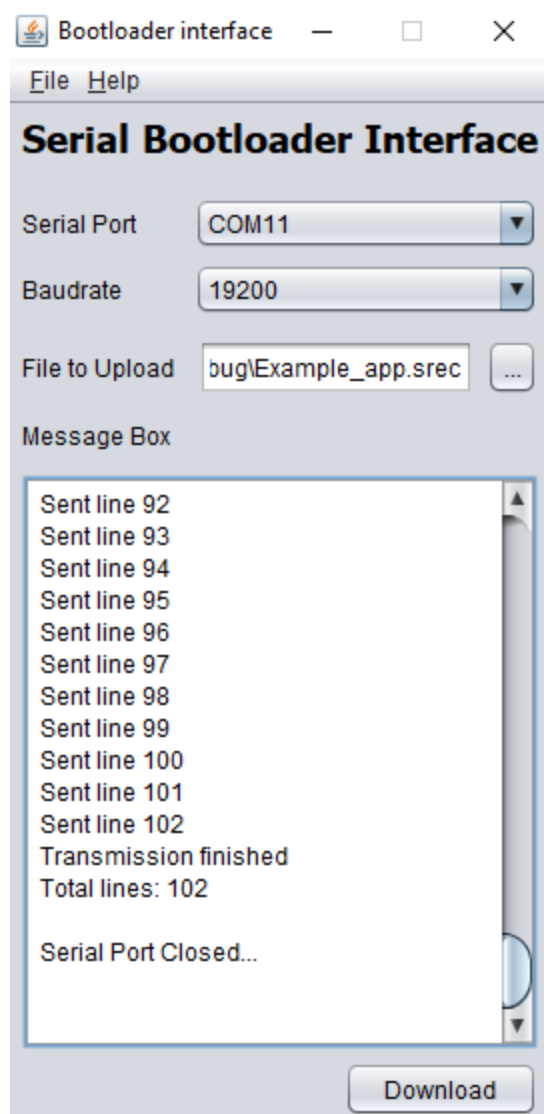 Bootloader interface
File Help
Serial Bootloader Interface
Serial Port COM11
Baudrate 19200
File to Upload bug\Example_app.srec ...
Message Box
Sent line 92
Sent line 93
Sent line 94
Sent line 95
Sent line 96
Sent line 97
Sent line 98
Sent line 99
Sent line 100
Sent line 101
Sent line 102
Transmission finished
Total lines: 102
Serial Port Closed...
Download